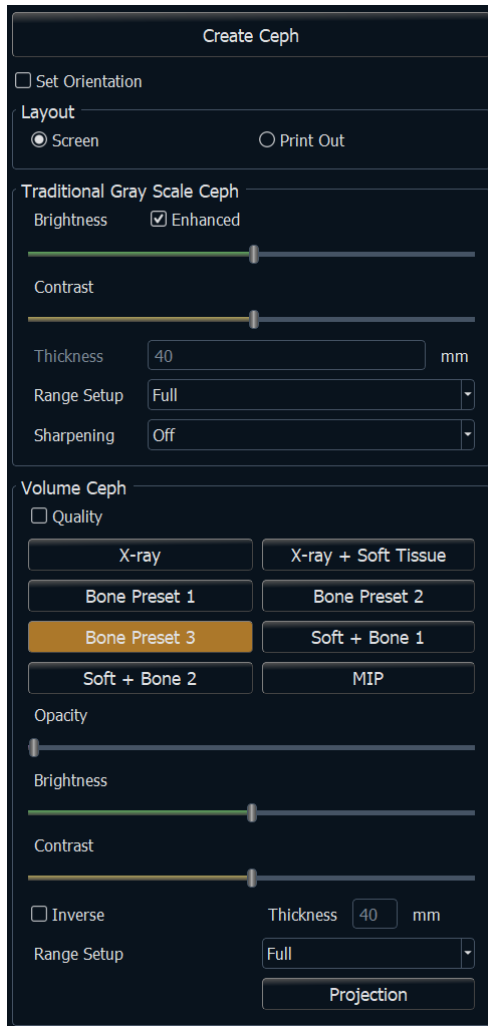 Create Ceph
Set Orientation
Layout
Screen Print Out
Traditional Gray Scale Ceph
Brightness Enhanced
Contrast
Thickness 40 mm
Range Setup Full
Sharpening Off
Volume Ceph
Quality
X-ray X-ray + Soft Tissue
Bone Preset 1 Bone Preset 2
Bone Preset 3 Soft + Bone 1
Soft + Bone 2 MIP
Opacity
Brightness
Contrast
Inverse Thickness 40 mm
Range Setup Full
Projection